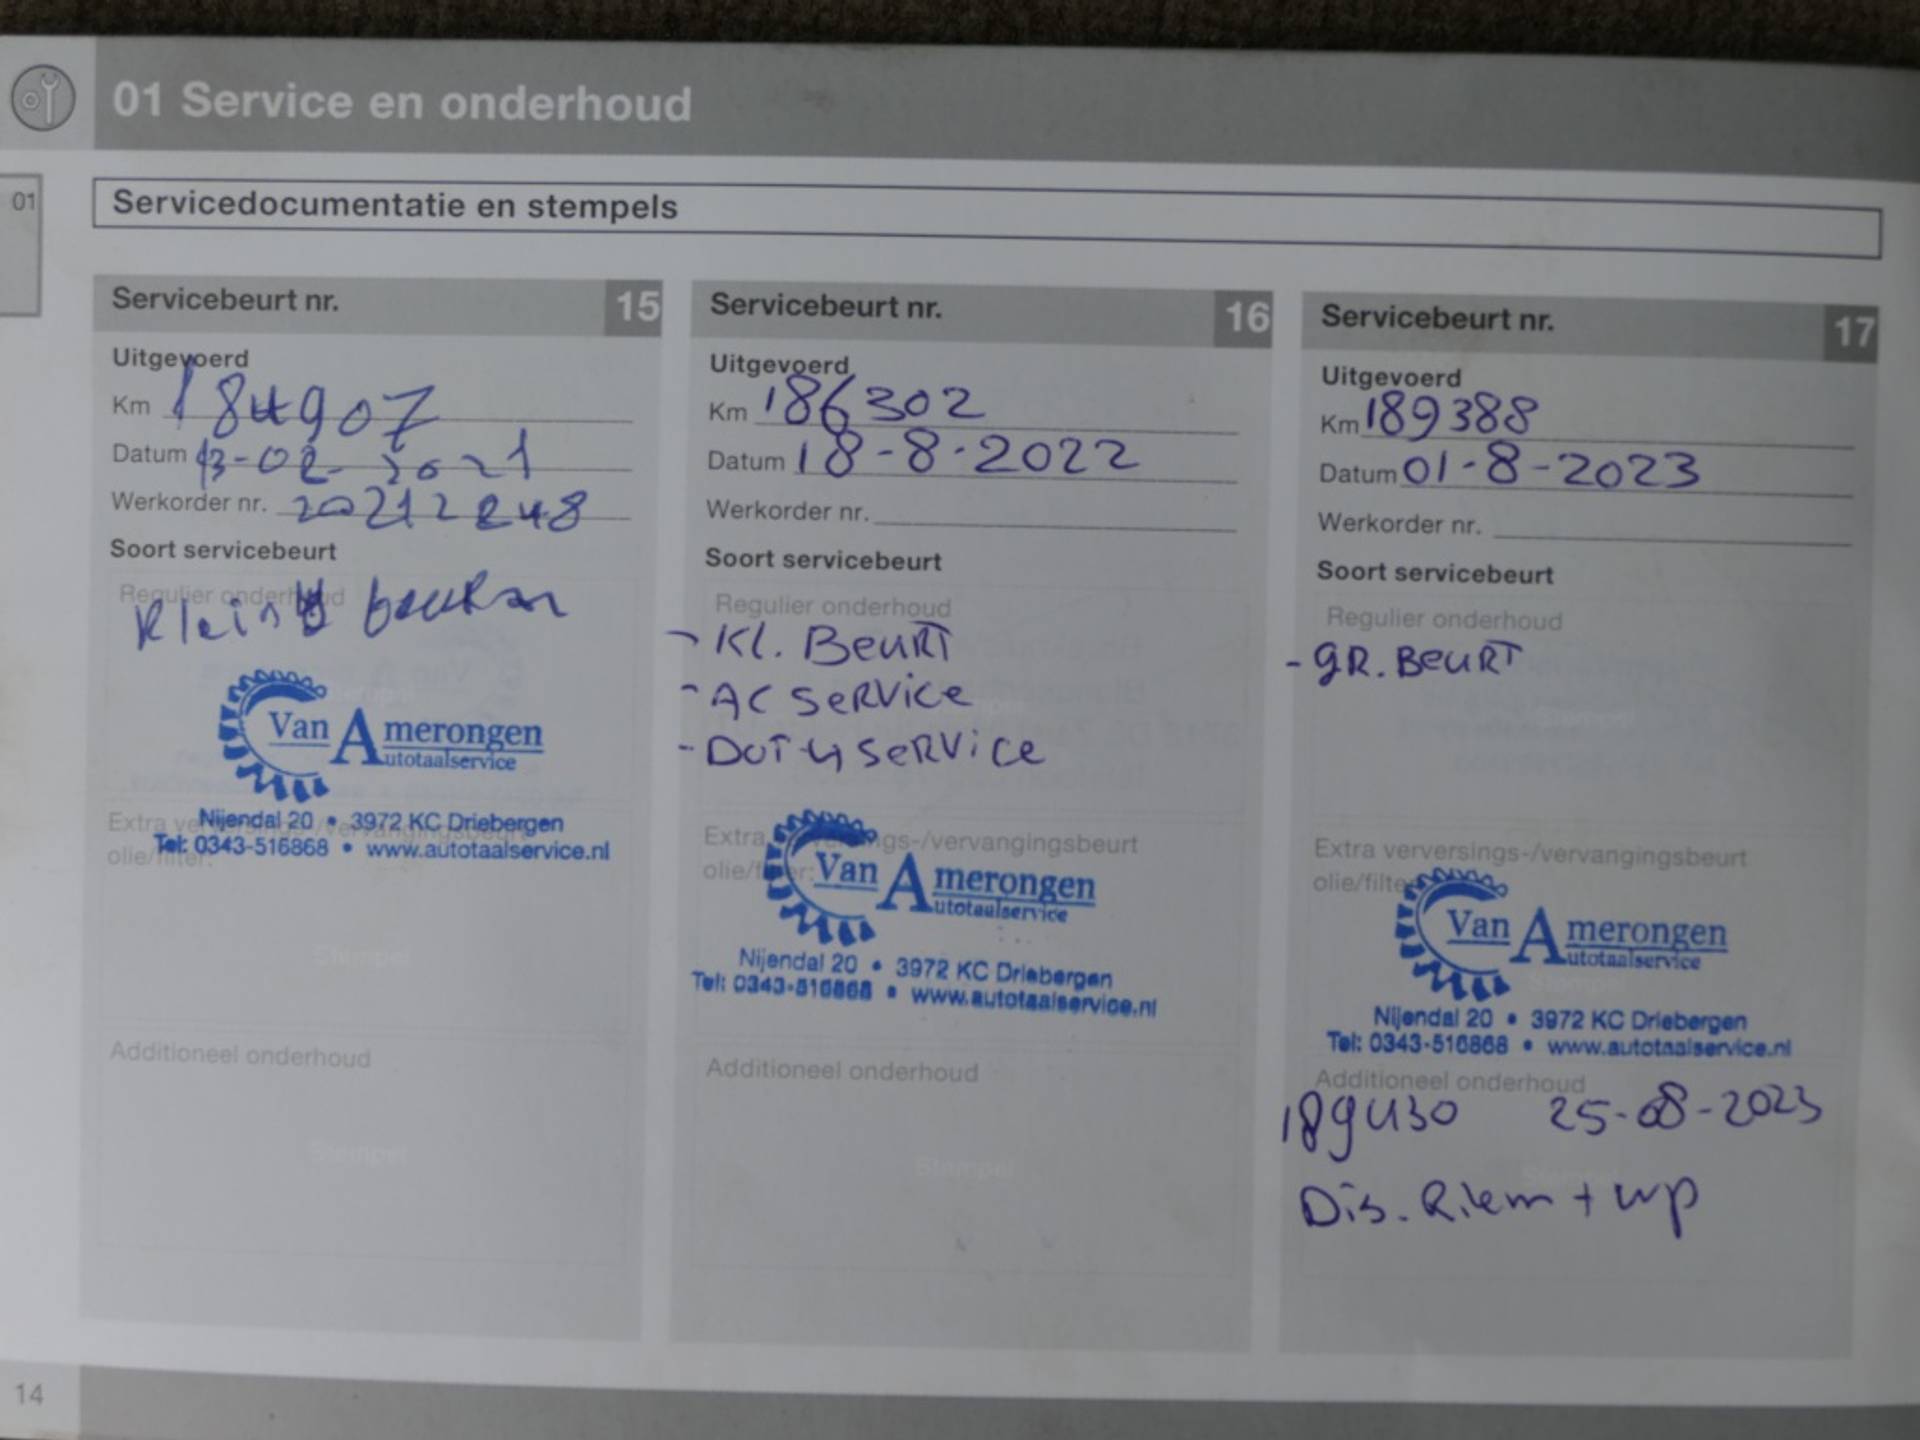 01 Service en onderhoud
01
Servicedocumentatie en stempels
Servicebeurt nr. 15
Uitgevoerd
Km 184907
Datum 13-02-2021
Werkorder nr. 20212248
Soort servicebeurt
Regulier onderhoud
Kleine
Van Amerongen
Autotaalservice
Nijendal 20 • 3972 KC Driebergen
Tel: 0343-516868 • www.autotaalservice.nl
Extra verversings-/vervangingsbeurt
olie/filter:
Stempel
Additioneel onderhoud
Stempel
Servicebeurt nr. 16
Uitgevoerd
Km 186302
Datum 18-8-2022
Werkorder nr.
Soort servicebeurt
Regulier onderhoud
- Kl. BeuRT
- AC SeRVice
- DOT 4 SeRVice
Extra verversings-/vervangingsbeurt
olie/filter:
Van Amerongen
Autotaalservice
Nijendal 20 • 3972 KC Driebergen
Tel: 0343-516868 • www.autotaalservice.nl
Additioneel onderhoud
Stempel
Servicebeurt nr. 17
Uitgevoerd
Km 189388
Datum 01-8-2023
Werkorder nr.
Soort servicebeurt
Regulier onderhoud
- gR. BeuRT
Extra verversings-/vervangingsbeurt
olie/filter
Van Amerongen
Autotaalservice
Nijendal 20 • 3972 KC Driebergen
Tel: 0343-516868 • www.autotaalservice.nl
Additioneel onderhoud
189430 25-08-2023
Stempel
Dis. Riem + wp
14